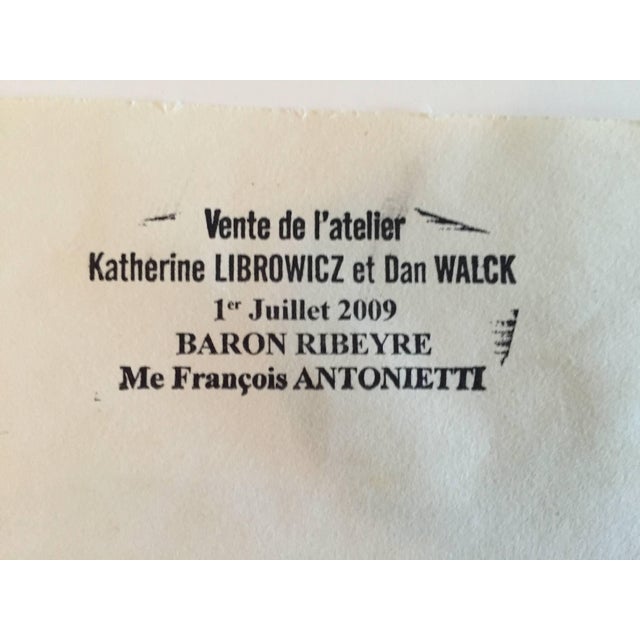 Vente de l'atelier
Katherine LIBROWICZ et Dan WALCK
1er Juillet 2009
BARON RIBEYRE
Me François ANTONIETTI